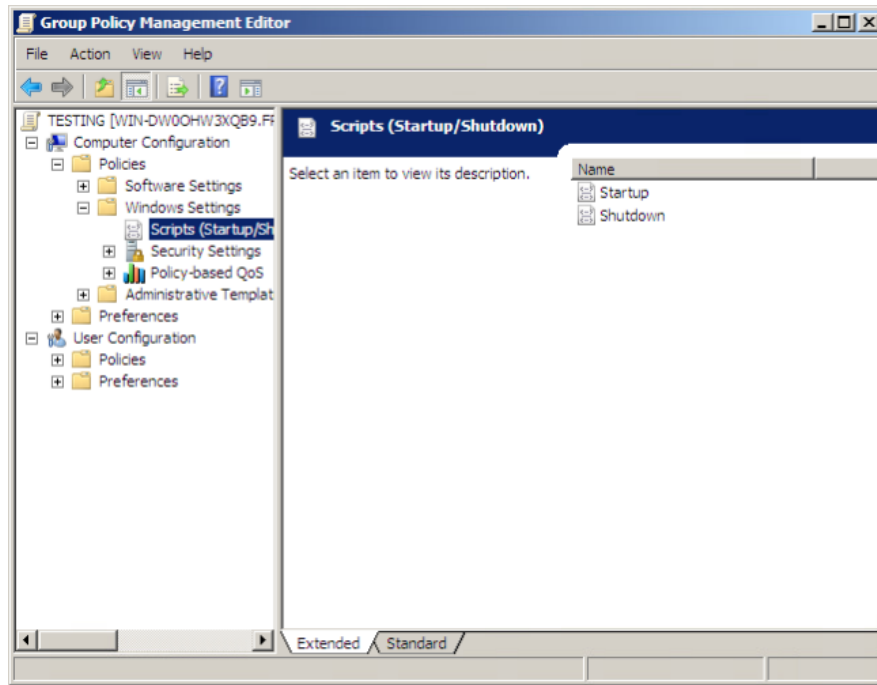 Group Policy Management Editor
File Action View Help
TESTING [WIN-DW0OHW3XQB9.FF
Computer Configuration
Policies
Software Settings
Windows Settings
Scripts (Startup/Sh
Security Settings
Policy-based QoS
Administrative Templat
Preferences
User Configuration
Policies
Preferences
Scripts (Startup/Shutdown)
Select an item to view its description.
Name
Startup
Shutdown
Extended Standard